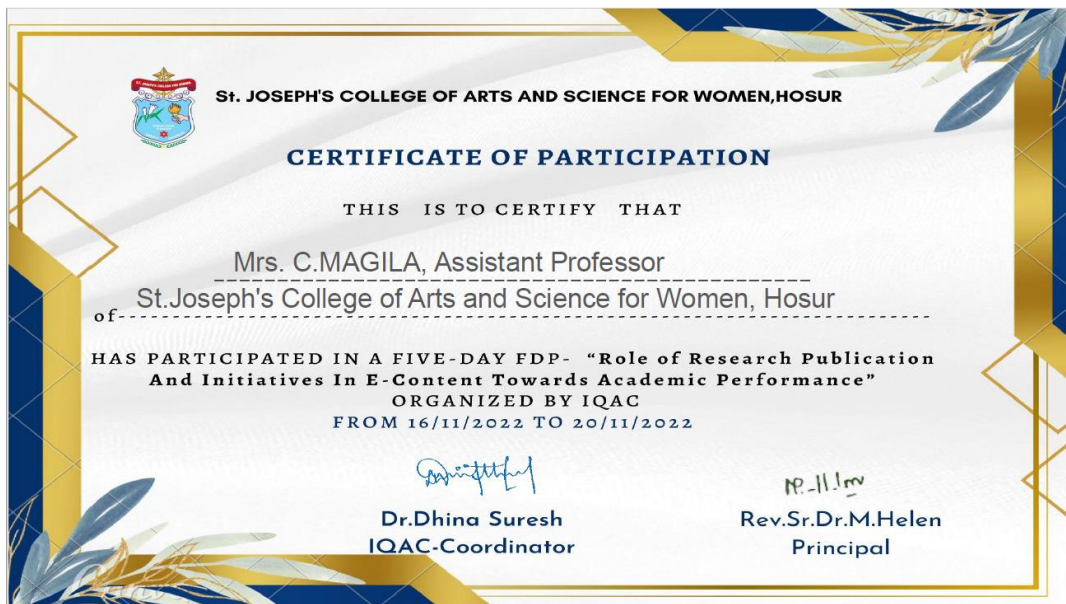 St. JOSEPH'S COLLEGE OF ARTS AND SCIENCE FOR WOMEN,HOSUR
CERTIFICATE OF PARTICIPATION
THIS IS TO CERTIFY THAT
Mrs. C.MAGILA, Assistant Professor
of St.Joseph's College of Arts and Science for Women, Hosur
HAS PARTICIPATED IN A FIVE-DAY FDP- “Role of Research Publication
And Initiatives In E-Content Towards Academic Performance”
ORGANIZED BY IQAC
FROM 16/11/2022 TO 20/11/2022
Dr.Dhina Suresh
IQAC-Coordinator
Rev.Sr.Dr.M.Helen
Principal